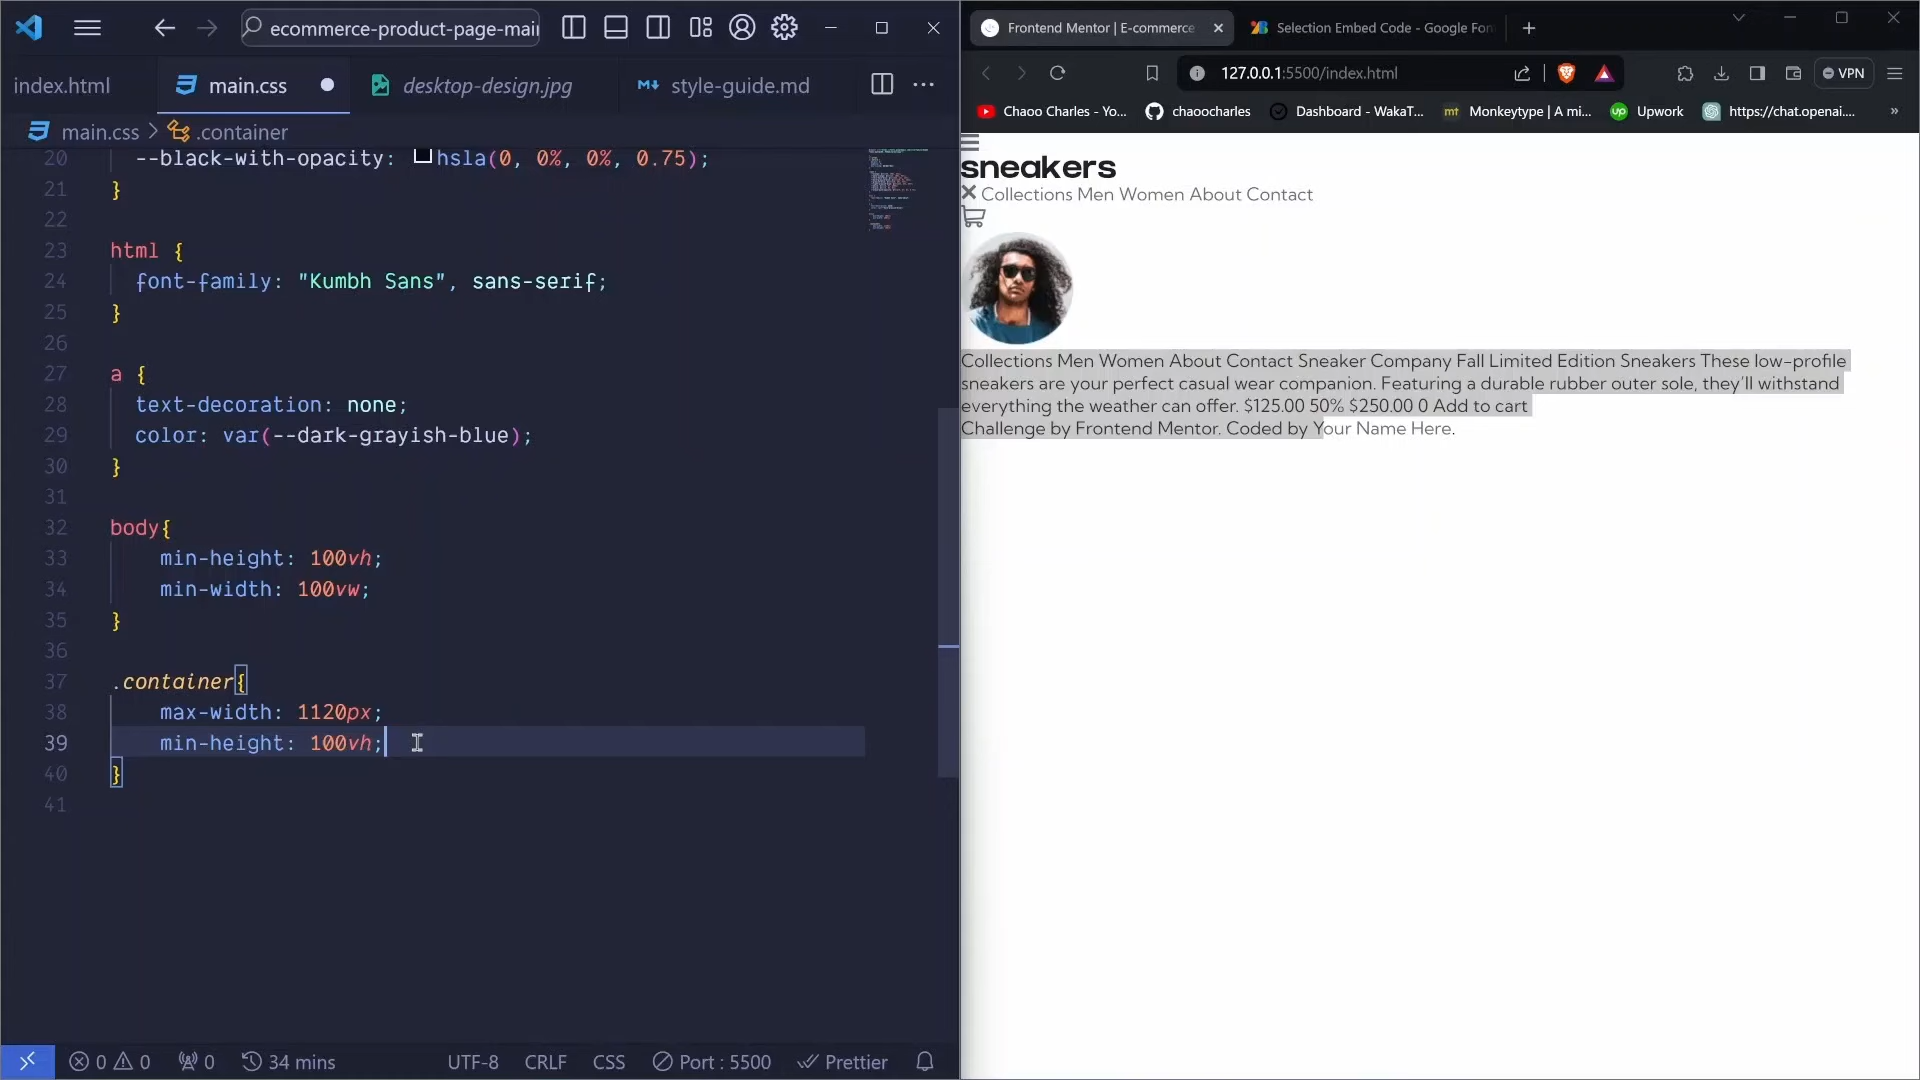 ecommerce-product-page-mai
index.html
main.css
desktop-design.jpg
style-guide.md
main.css > .container
20 --black-with-opacity: hsla(0, 0%, 0%, 0.75);
21 }
22
23 html {
24 font-family: "Kumbh Sans", sans-serif;
25 }
26
27 a {
28 text-decoration: none;
29 color: var(--dark-grayish-blue);
30 }
31
32 body{
33 min-height: 100vh;
34 min-width: 100vw;
35 }
36
37 .container{
38 max-width: 1120px;
39 min-height: 100vh;
40 }
41
0 0 0 34 mins UTF-8 CRLF CSS Port : 5500 Prettier
Frontend Mentor | E-commerce
Selection Embed Code - Google Fon
127.0.0.1:5500/index.html
VPN
Chaoo Charles - Yo...
chaoocharles
Dashboard - WakaT...
mt Monkeytype | A mi...
up Upwork
https://chat.openai....
»
sneakers
Collections Men Women About Contact
Collections Men Women About Contact Sneaker Company Fall Limited Edition Sneakers These low-profile
sneakers are your perfect casual wear companion. Featuring a durable rubber outer sole, they’ll withstand
everything the weather can offer. $125.00 50% $250.00 0 Add to cart
Challenge by Frontend Mentor. Coded by Your Name Here.